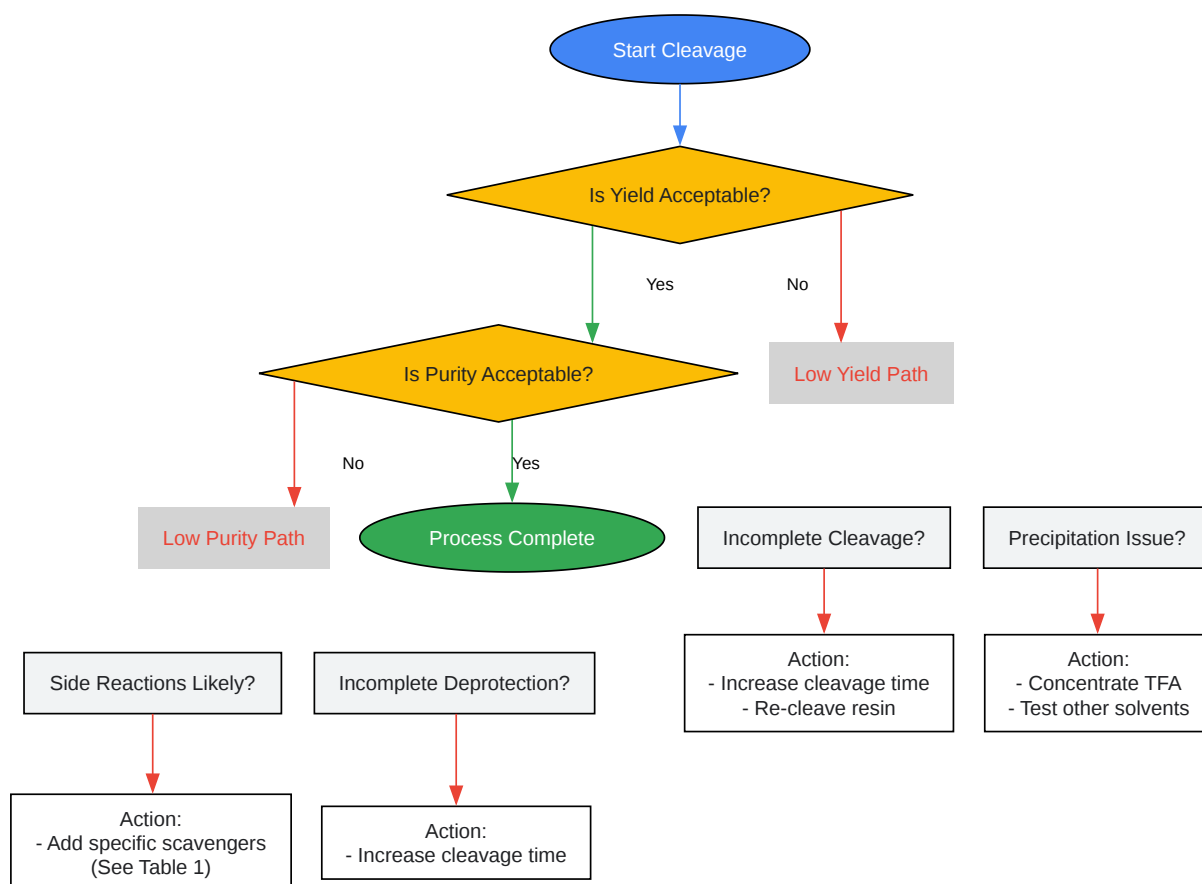 Start Cleavage
Is Yield Acceptable?
Yes
No
Is Purity Acceptable?
Low Yield Path
No
Yes
Low Purity Path
Process Complete
Incomplete Cleavage?
Precipitation Issue?
Action:
- Increase cleavage time
- Re-cleave resin
Action:
- Concentrate TFA
- Test other solvents
Side Reactions Likely?
Incomplete Deprotection?
Action:
- Add specific scavengers
(See Table 1)
Action:
- Increase cleavage time